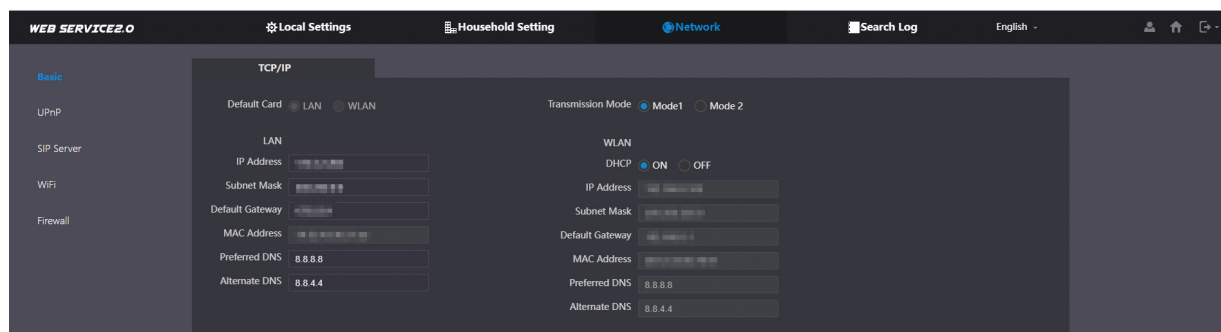 WEB SERVICE2.0 Local Settings Household Setting Network Search Log English
Basic
UPnP
SIP Server
WiFi
Firewall
TCP/IP
Default Card LAN WLAN
LAN
IP Address
Subnet Mask
Default Gateway
MAC Address
Preferred DNS 8.8.8.8
Alternate DNS 8.8.4.4
Transmission Mode Mode1 Mode 2
WLAN
DHCP ON OFF
IP Address
Subnet Mask
Default Gateway
MAC Address
Preferred DNS 8.8.8.8
Alternate DNS 8.8.4.4